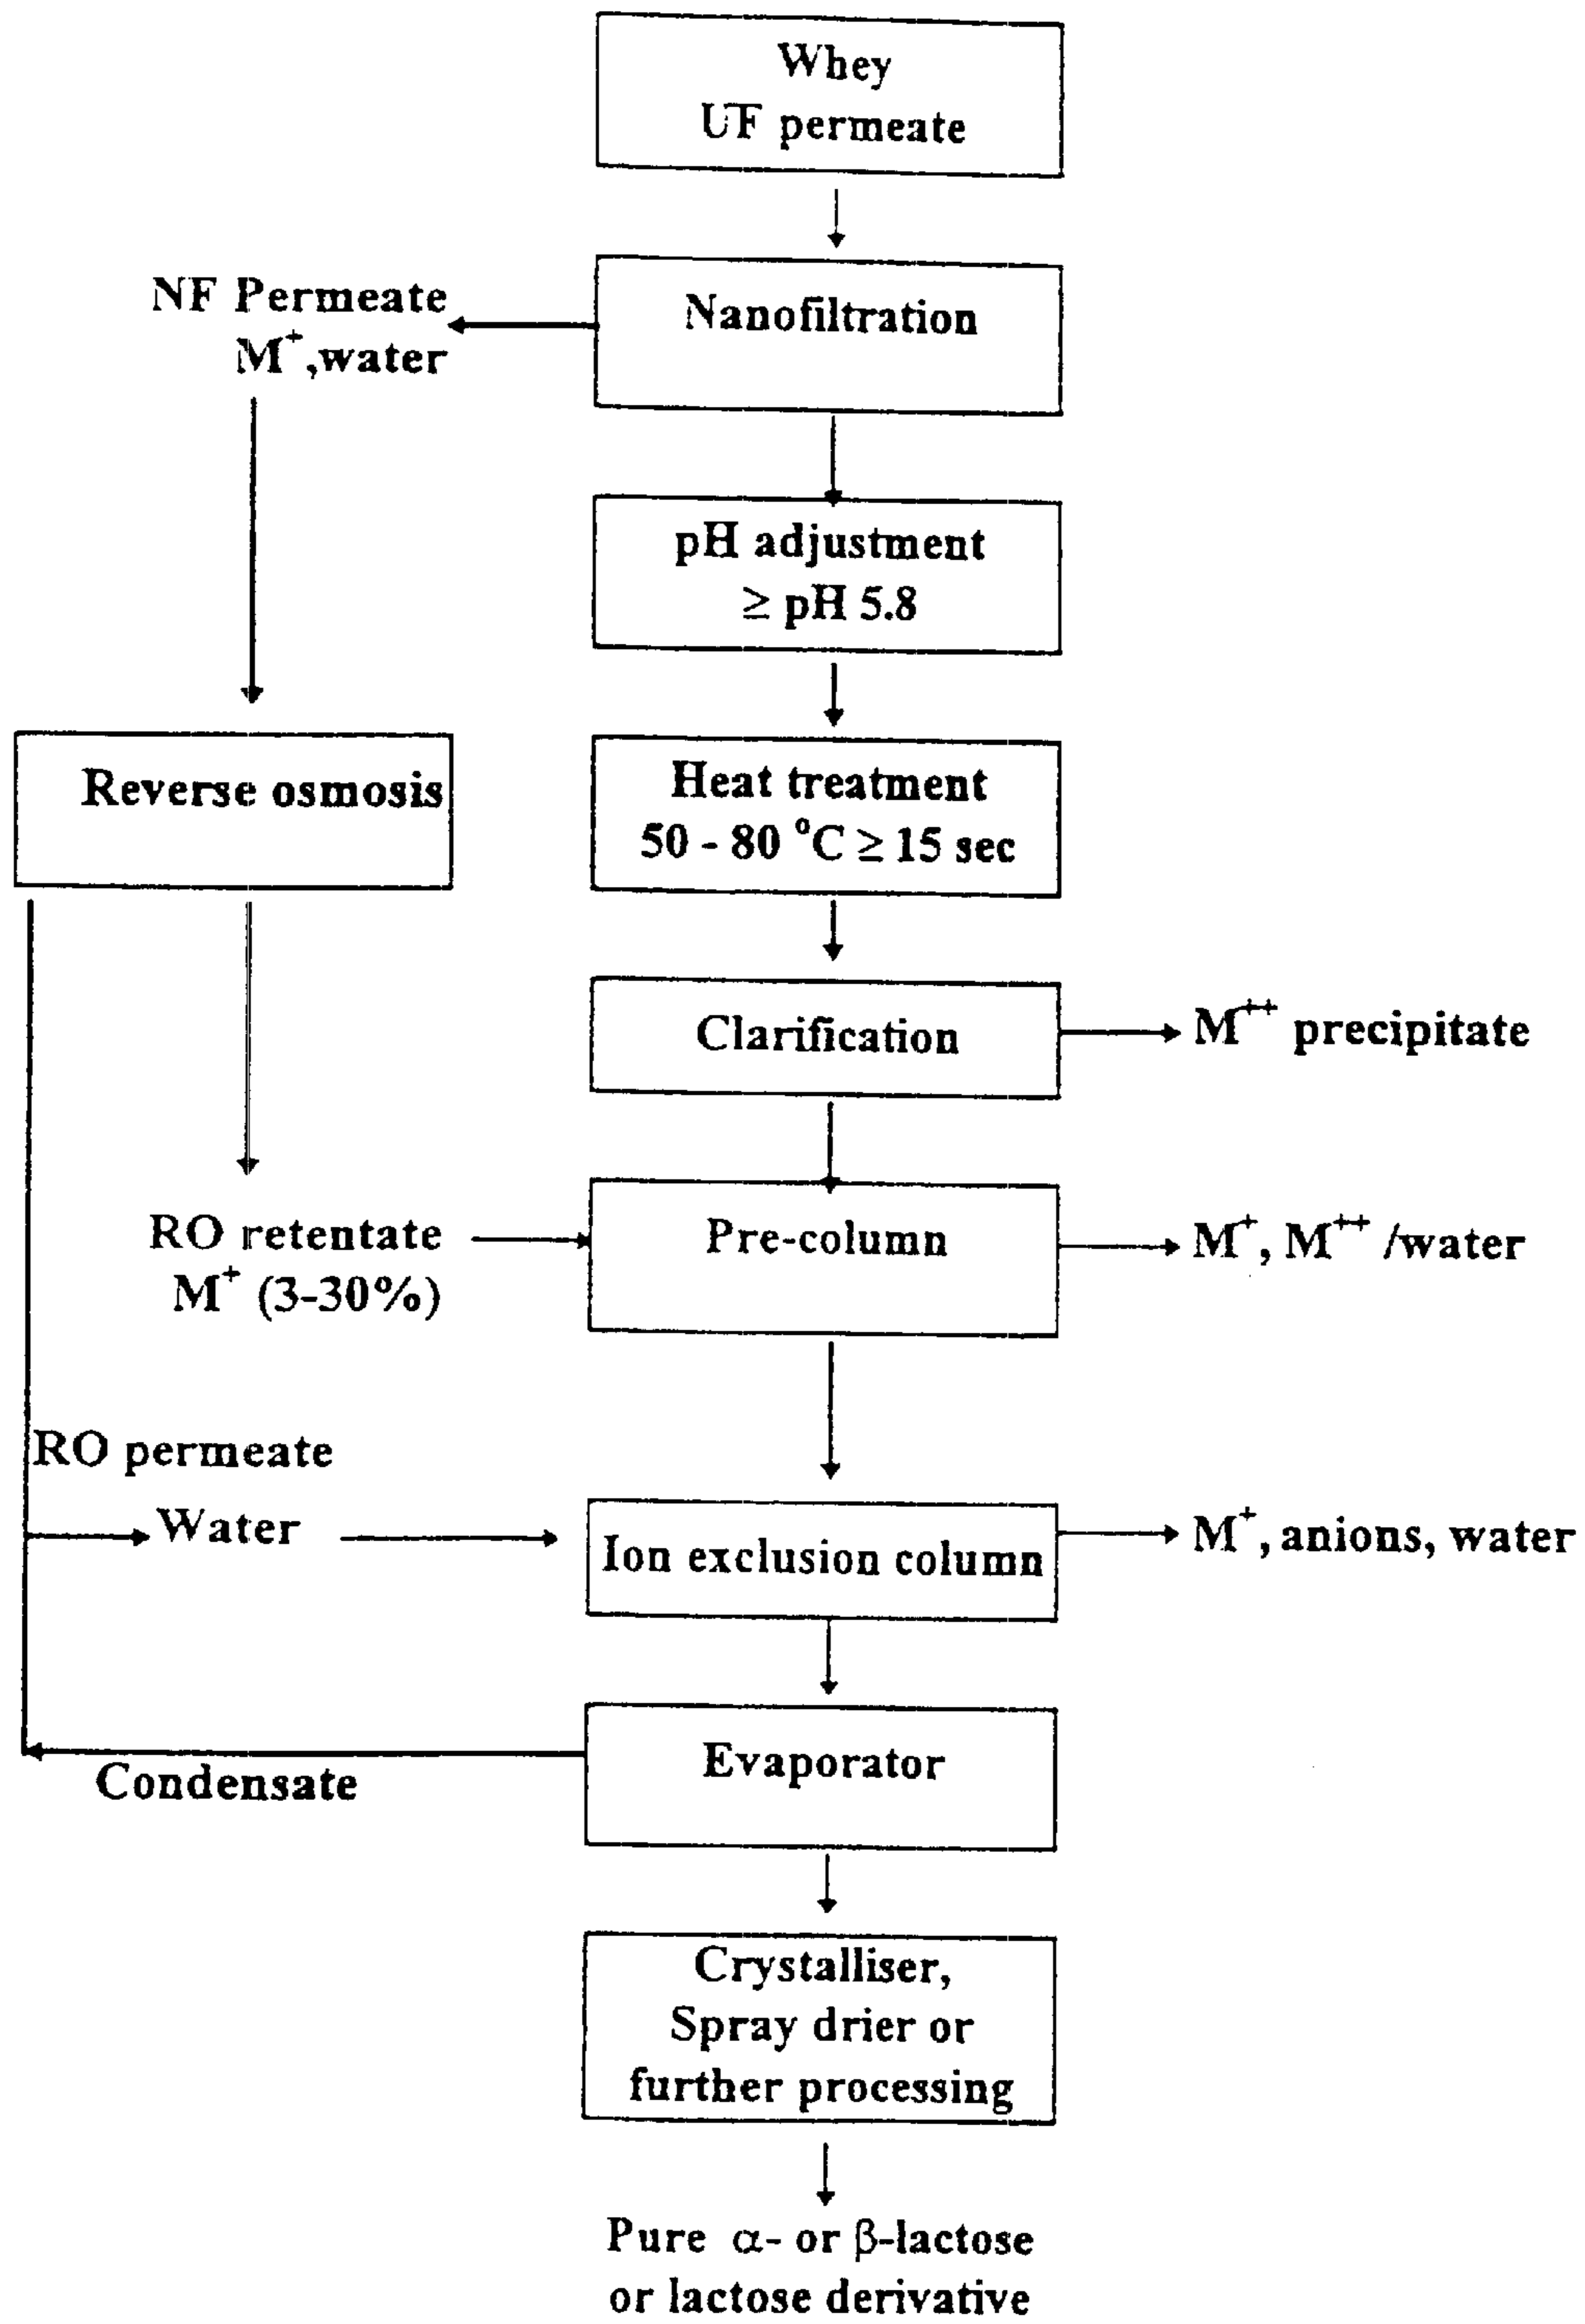 Whey
UF permeate
NF Permeate
M⁺,water
Nanofiltration
pH adjustment
≥ pH 5.8
Reverse osmosis
Heat treatment
50 - 80 °C ≥ 15 sec
Clarification
M⁺⁺ precipitate
RO retentate
M⁺ (3-30%)
Pre-column
M⁺, M⁺⁺ /water
RO permeate
Water
Ion exclusion column
M⁺, anions, water
Evaporator
Condensate
Crystalliser,
Spray drier or
further processing
Pure α- or β-lactose
or lactose derivative